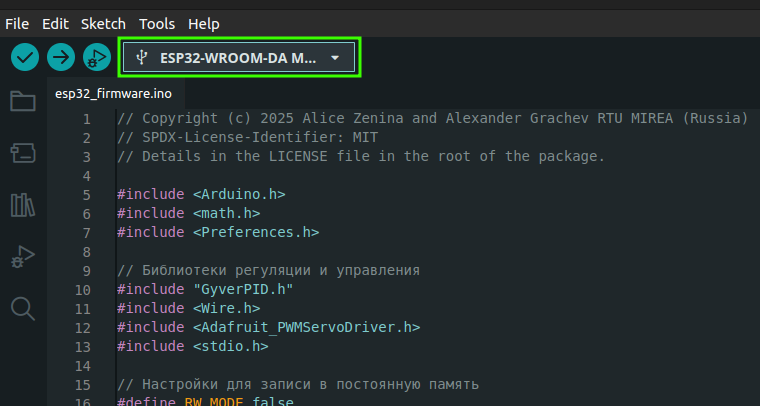 File Edit Sketch Tools Help
ESP32-WROOM-DA M...
esp32_firmware.ino
1 // Copyright (c) 2025 Alice Zenina and Alexander Grachev RTU MIREA (Russia)
2 // SPDX-License-Identifier: MIT
3 // Details in the LICENSE file in the root of the package.
4
5 #include <Arduino.h>
6 #include <math.h>
7 #include <Preferences.h>
8
9 // Библиотеки регуляции и управления
10 #include "GyverPID.h"
11 #include <Wire.h>
12 #include <Adafruit_PWMServoDriver.h>
13 #include <stdio.h>
14
15 // Настройки для записи в постоянную память
16 #define RW_MODE false